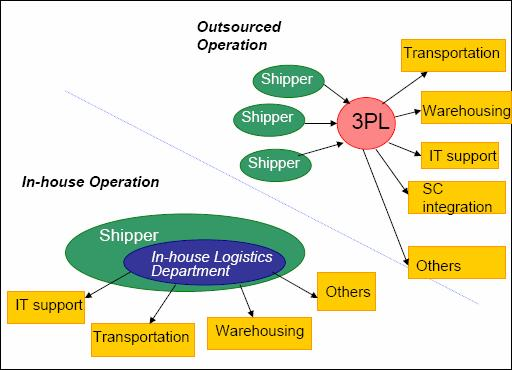 Outsourced
Operation
Transportation
Shipper
Shipper
Shipper
3PL
Warehousing
IT support
SC
integration
Others
In-house Operation
Shipper
In-house Logistics
Department
IT support
Transportation
Warehousing
Others